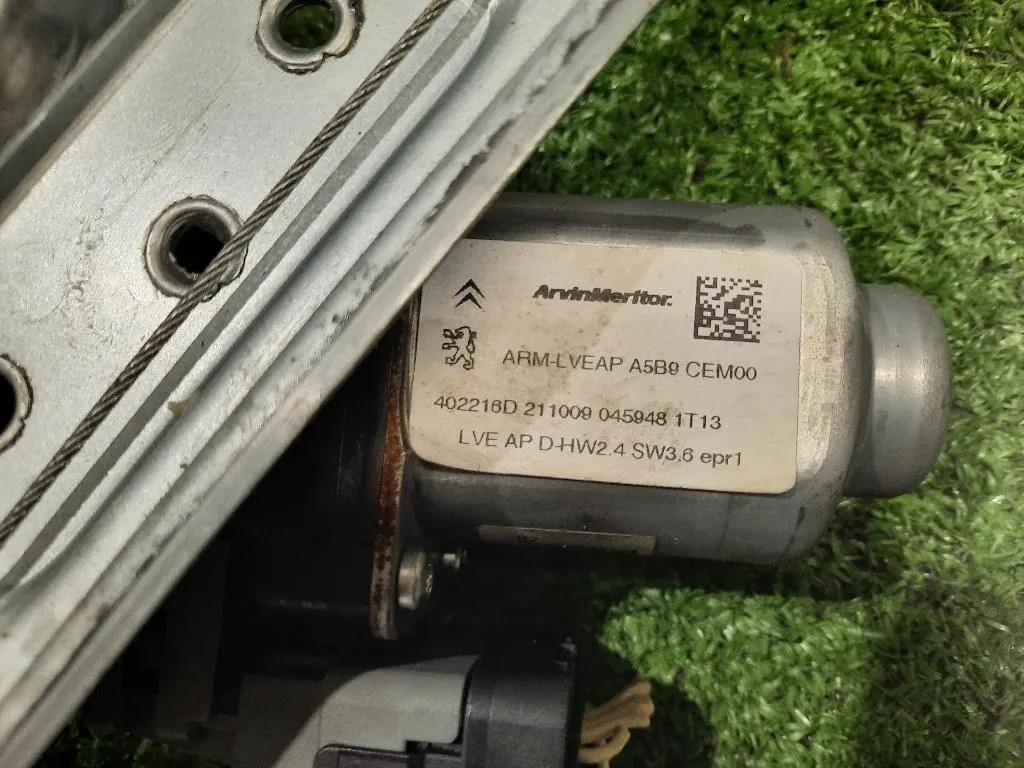 ArvinMeritor.
ARM-LVEAP A5B9 CEM00
402216D 211009 045948 1T13
LVE AP D-HW2.4 SW3.6 epr1